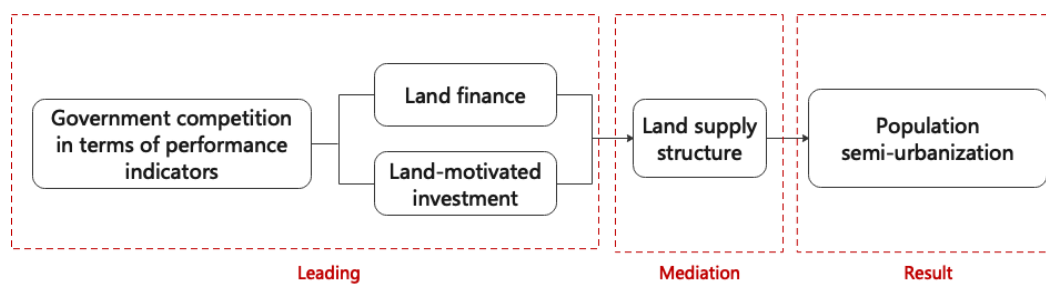 Government competition
in terms of performance
indicators
Land finance
Land-motivated
investment
Land supply
structure
Population
semi-urbanization
Leading
Mediation
Result